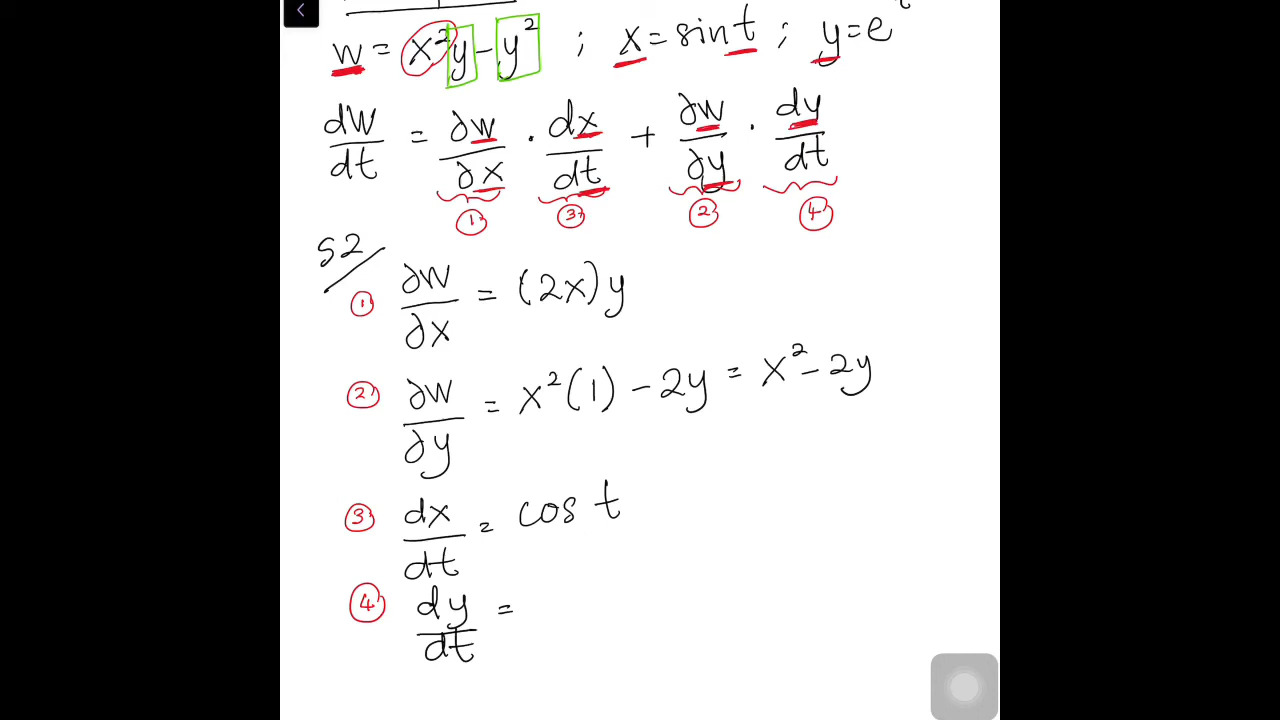 w = x²y - y² ; x = sin t ; y = e
dW/dt = ∂w/∂x · dx/dt + ∂w/∂y · dy/dt
① ③ ② ④
S2/
① ∂W/∂x = (2x) y
② ∂W/∂y = x²(1) - 2y = x² - 2y
③ dx/dt = cos t
④ dy/dt =